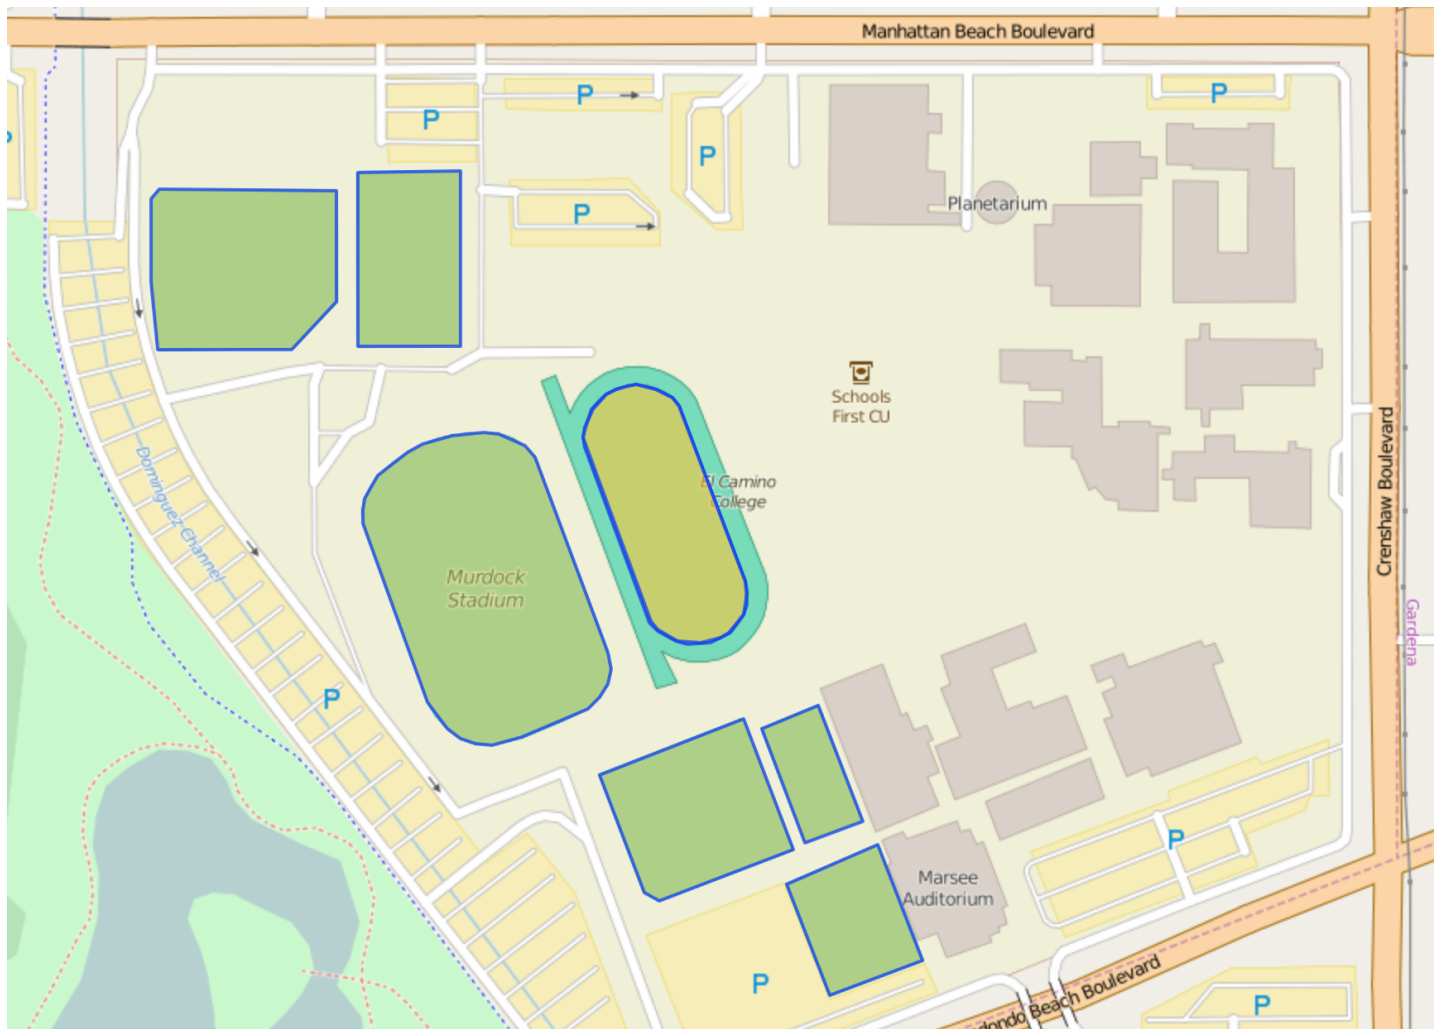 Manhattan Beach Boulevard
P
P
P
P
P
P
Planetarium
Schools
First CU
Crenshaw Boulevard
Dominguez Channel
El Camino
College
Murdock
Stadium
Gardena
P
P
Marsee
Auditorium
P
Beach Boulevard
P